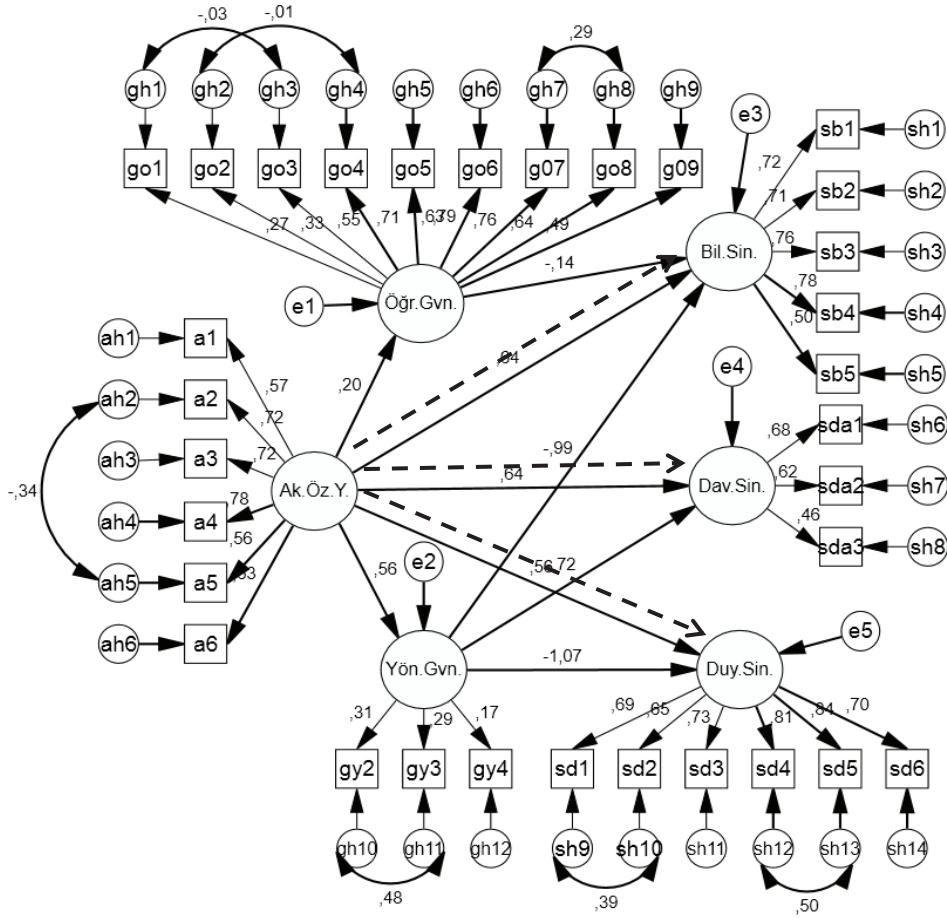 -,03 -,01 ,29
gh1 gh2 gh3 gh4 gh5 gh6 gh7 gh8 gh9
go1 go2 go3 go4 go5 go6 g07 go8 g09
,27 ,33 ,55 ,71 ,63 ,79 ,76 ,64 ,49
e3
sb1 sh1
,72
sb2 sh2
,71
Bil.Sin. ,76 sb3 sh3
-,14
,78
e1 Öğr.Gvn. sb4 sh4
,50
ah1 a1
sb5 sh5
,57 ,20 e4
ah2 a2
,72
sda1 sh6
,68
ah3 a3 ,72
-,99
-,34 Ak.Öz.Y. ,64 Dav.Sin. ,62 sda2 sh7
,78
ah4 a4
,46
,56
sda3 sh8
ah5 a5
,56 e2 ,56 ,72
ah6 a6
e5
Yön.Gvn. -1,07 Duy.Sin.
,31 ,29 ,17 ,69 ,65 ,73 ,81 ,84 ,70
gy2 gy3 gy4 sd1 sd2 sd3 sd4 sd5 sd6
gh10 gh11 gh12 sh9 sh10 sh11 sh12 sh13 sh14
,48 ,39 ,50